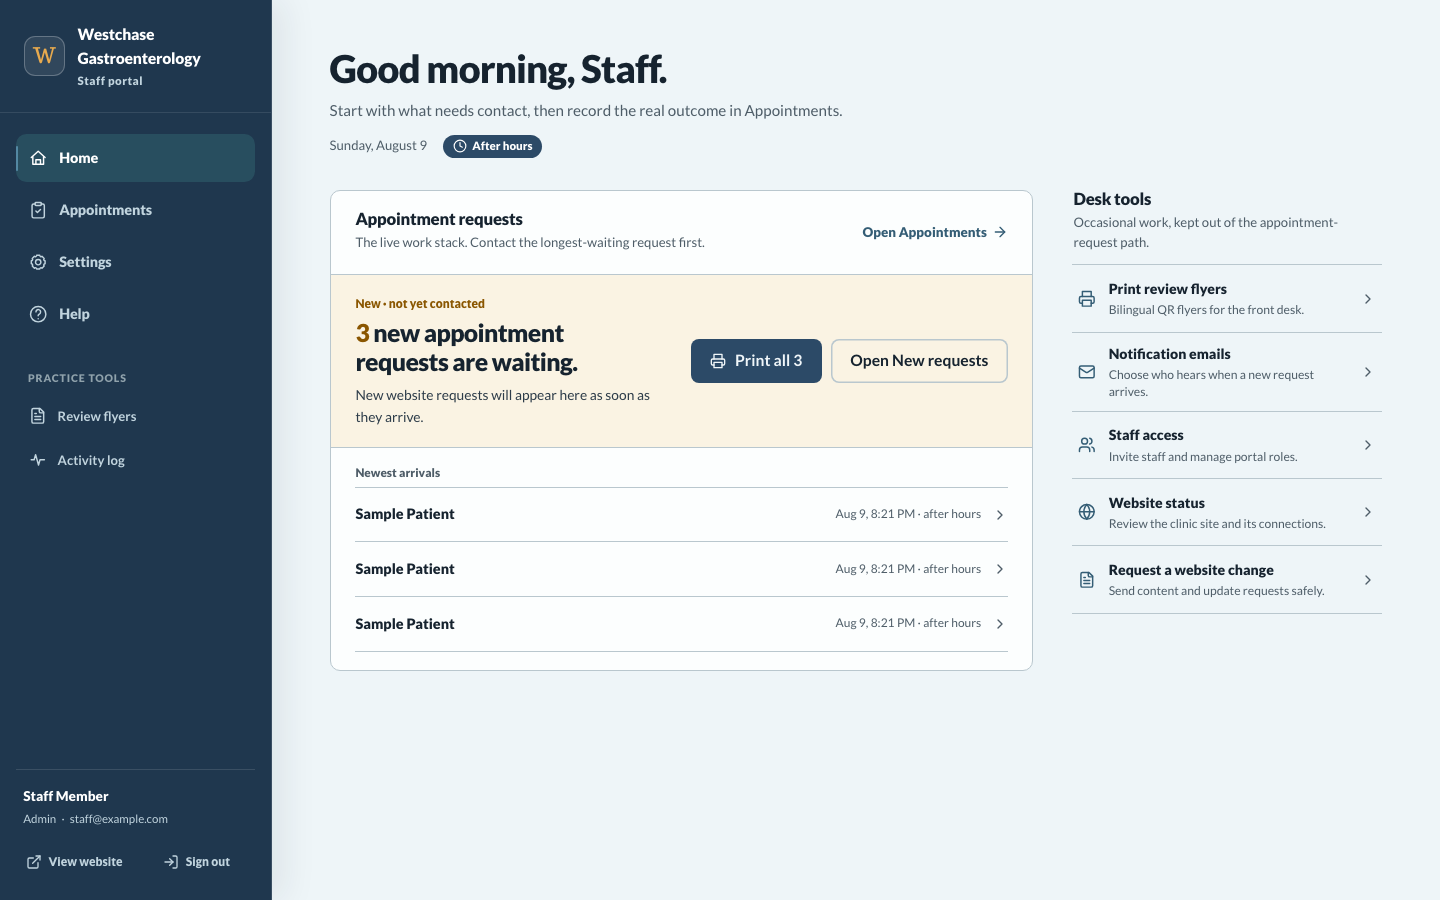 W
Westchase
Gastroenterology
Staff portal
Home
Appointments
Settings
Help
PRACTICE TOOLS
Review flyers
Activity log
Staff Member
Admin · staff@example.com
View website
Sign out
Good morning, Staff.
Start with what needs contact, then record the real outcome in Appointments.
Sunday, August 9
After hours
Appointment requests
The live work stack. Contact the longest-waiting request first.
Open Appointments
New · not yet contacted
3 new appointment
requests are waiting.
New website requests will appear here as soon as
they arrive.
Print all 3
Open New requests
Newest arrivals
Sample Patient
Aug 9, 8:21 PM · after hours
Sample Patient
Aug 9, 8:21 PM · after hours
Sample Patient
Aug 9, 8:21 PM · after hours
Desk tools
Occasional work, kept out of the appointment-
request path.
Print review flyers
Bilingual QR flyers for the front desk.
Notification emails
Choose who hears when a new request
arrives.
Staff access
Invite staff and manage portal roles.
Website status
Review the clinic site and its connections.
Request a website change
Send content and update requests safely.